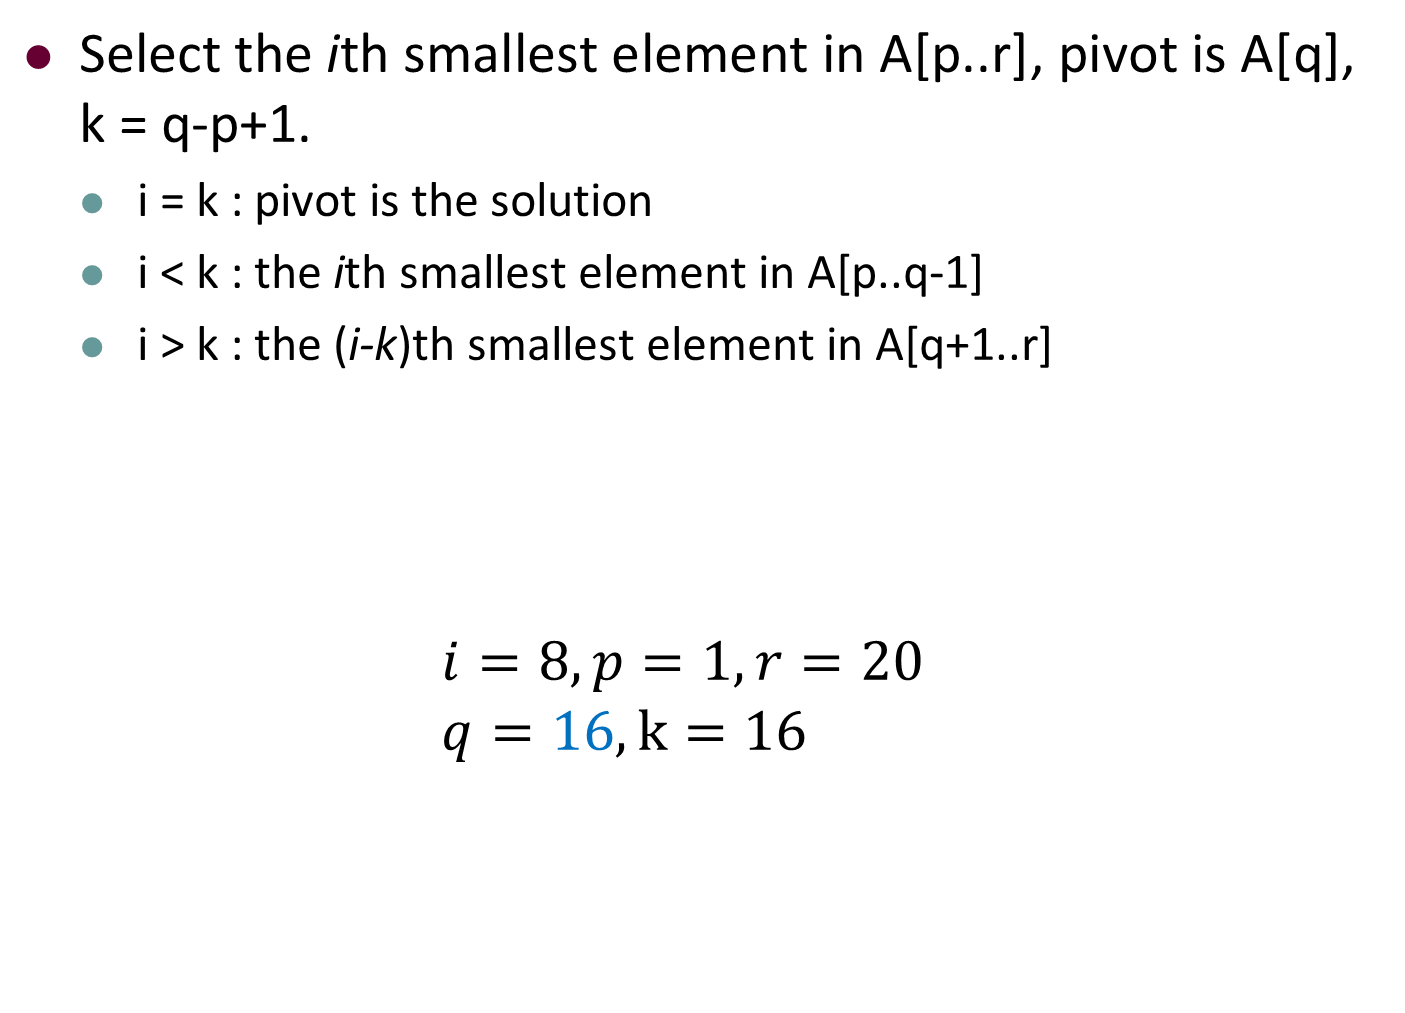 ● Select the ith smallest element in A[p..r], pivot is A[q],
k = q-p+1.
● i = k : pivot is the solution
● i < k : the ith smallest element in A[p..q-1]
● i > k : the (i-k)th smallest element in A[q+1..r]
i = 8, p = 1, r = 20
q = 16, k = 16